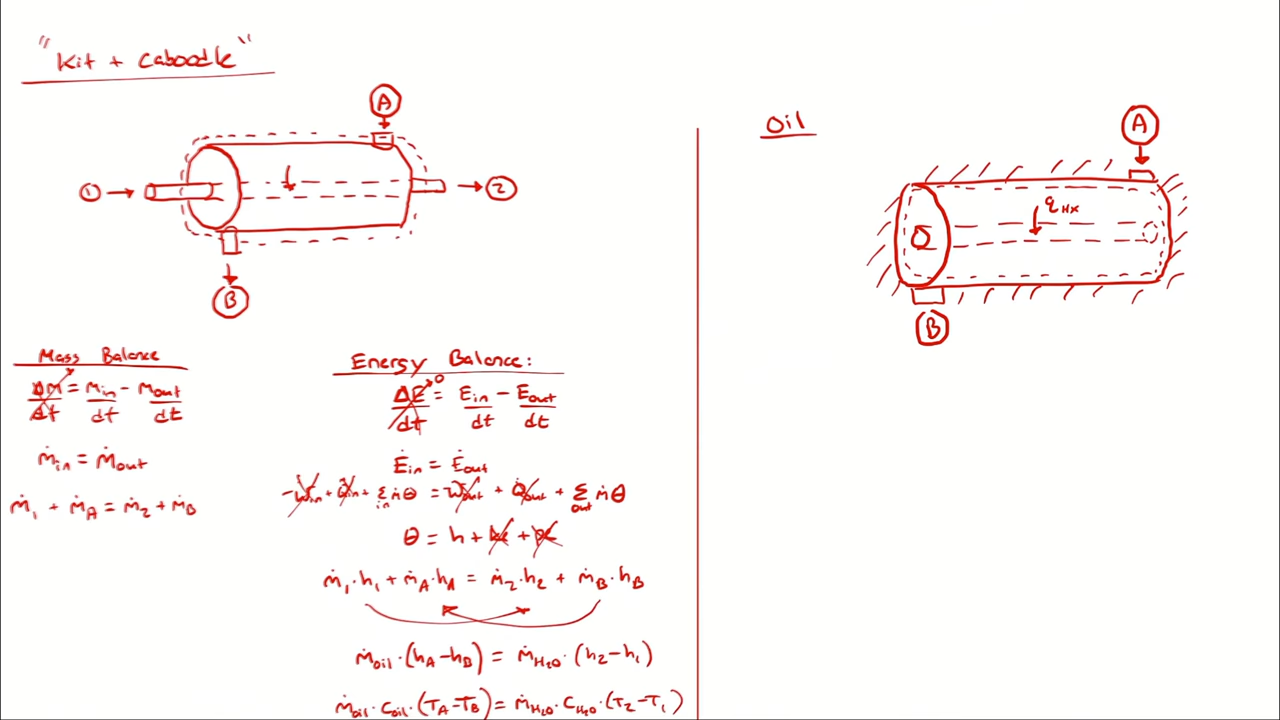 "Kit + Caboodle"
A
1
2
B
Mass Balance
ΔM/dt = Min/dt - Mout/dt
ṁin = ṁout
ṁ1 + ṁA = ṁ2 + ṁB
Energy Balance:
ΔE/dt = Ein/dt - Eout/dt
0
Ėin = Ėout
Ẇin + Q̇in + Σin ṁθ = Ẇout + Q̇out + Σout ṁθ
θ = h + ke + pe
ṁ1·h1 + ṁA·hA = ṁ2·h2 + ṁB·hB
ṁoil·(hA-hB) = ṁH2O·(h2-h1)
ṁoil·Coil·(TA-TB) = ṁH2O·CH2O·(T2-T1)
Oil
A
qHX
B